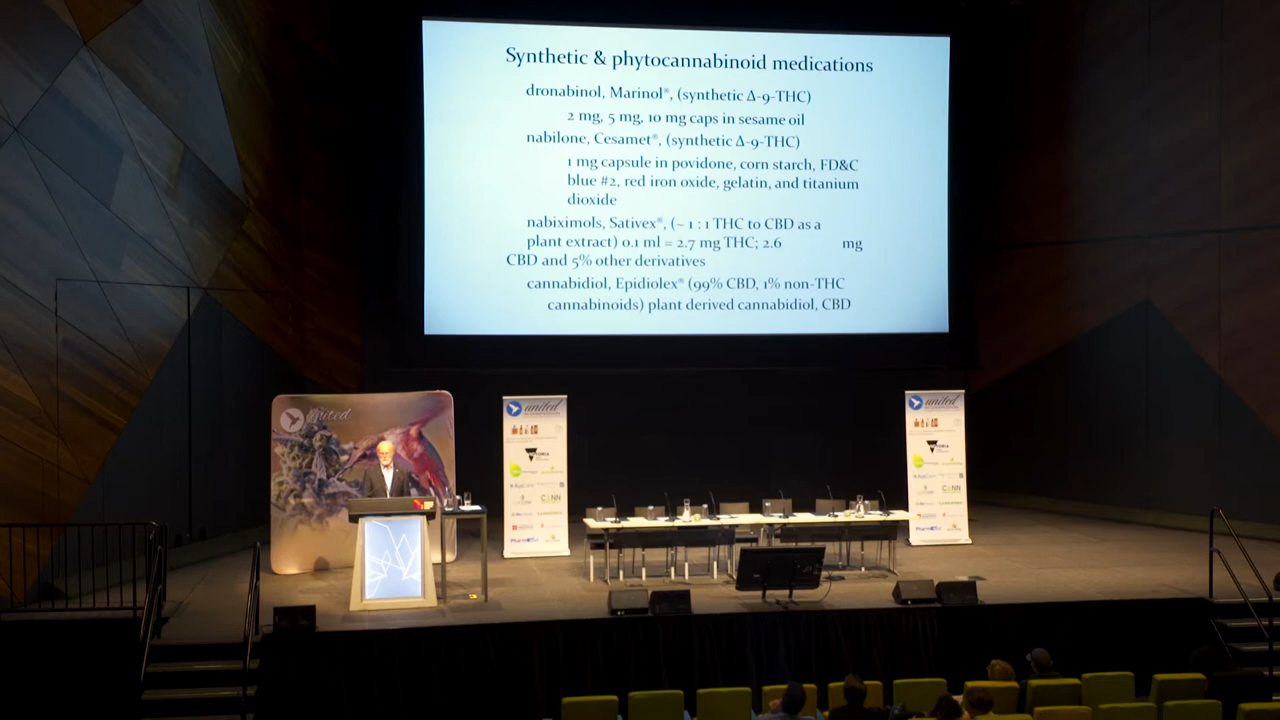 Synthetic & phytocannabinoid medications
dronabinol, Marinol®, (synthetic Δ-9-THC)
2 mg, 5 mg, 10 mg caps in sesame oil
nabilone, Cesamet®, (synthetic Δ-9-THC)
1 mg capsule in povidone, corn starch, FD&C
blue #2, red iron oxide, gelatin, and titanium
dioxide
nabiximols, Sativex®, (~ 1 : 1 THC to CBD as a
plant extract) 0.1 ml = 2.7 mg THC; 2.6 mg
CBD and 5% other derivatives
cannabidiol, Epidiolex® (99% CBD, 1% non-THC
cannabinoids) plant derived cannabidiol, CBD
united
united
united
CANN
CANN